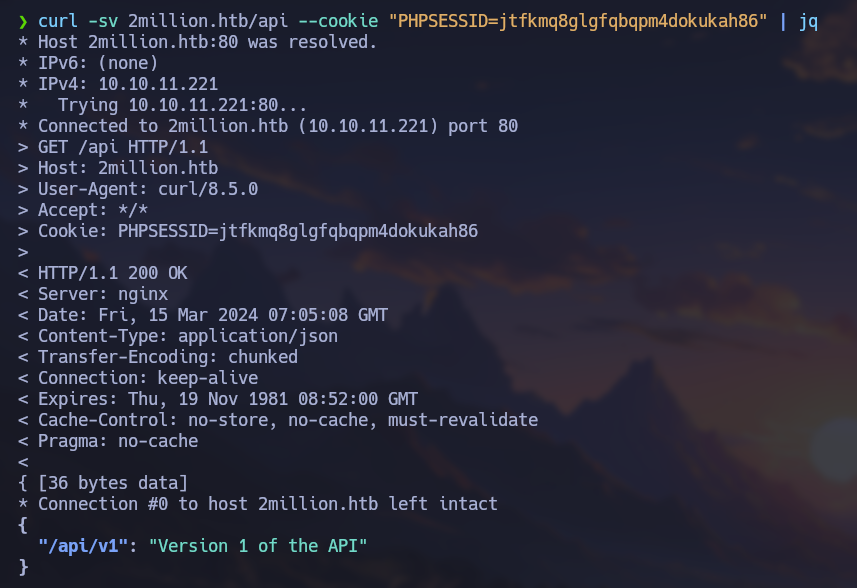 ❯ curl -sv 2million.htb/api --cookie "PHPSESSID=jtfkmq8glgfqbqpm4dokukah86" | jq
* Host 2million.htb:80 was resolved.
* IPv6: (none)
* IPv4: 10.10.11.221
*   Trying 10.10.11.221:80...
* Connected to 2million.htb (10.10.11.221) port 80
> GET /api HTTP/1.1
> Host: 2million.htb
> User-Agent: curl/8.5.0
> Accept: */*
> Cookie: PHPSESSID=jtfkmq8glgfqbqpm4dokukah86
>
< HTTP/1.1 200 OK
< Server: nginx
< Date: Fri, 15 Mar 2024 07:05:08 GMT
< Content-Type: application/json
< Transfer-Encoding: chunked
< Connection: keep-alive
< Expires: Thu, 19 Nov 1981 08:52:00 GMT
< Cache-Control: no-store, no-cache, must-revalidate
< Pragma: no-cache
<
{ [36 bytes data]
* Connection #0 to host 2million.htb left intact
{
  "/api/v1": "Version 1 of the API"
}